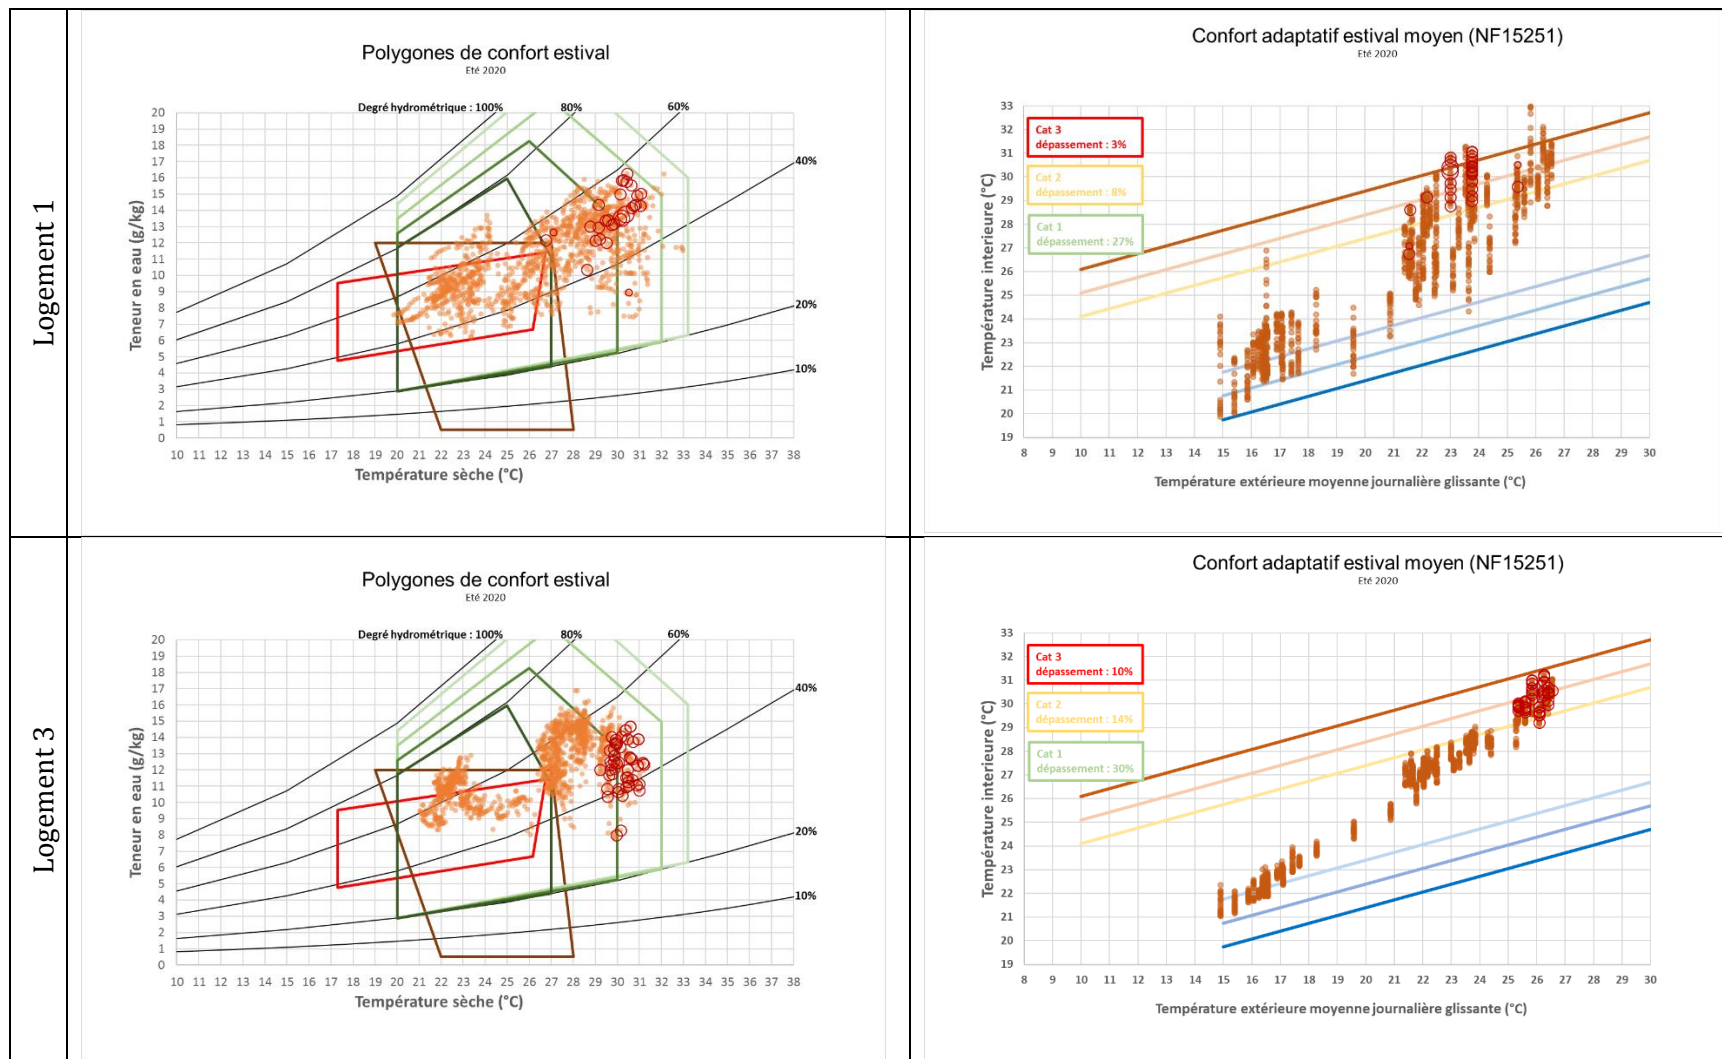 Logement 1
Polygones de confort estival
Eté 2020
Degré hydrométrique : 100% 80% 60%
40%
20%
10%
Teneur en eau (g/kg)
20
19
18
17
16
15
14
13
12
11
10
9
8
7
6
5
4
3
2
1
0
10 11 12 13 14 15 16 17 18 19 20 21 22 23 24 25 26 27 28 29 30 31 32 33 34 35 36 37 38
Température sèche (°C)
Confort adaptatif estival moyen (NF15251)
Eté 2020
Cat 3
dépassement : 3%
Cat 2
dépassement : 8%
Cat 1
dépassement : 27%
Température interieure (°C)
33
32
31
30
29
28
27
26
25
24
23
22
21
20
19
8 9 10 11 12 13 14 15 16 17 18 19 20 21 22 23 24 25 26 27 28 29 30
Température extérieure moyenne journalière glissante (°C)
Logement 3
Polygones de confort estival
Eté 2020
Degré hydrométrique : 100% 80% 60%
40%
20%
10%
Teneur en eau (g/kg)
20
19
18
17
16
15
14
13
12
11
10
9
8
7
6
5
4
3
2
1
0
10 11 12 13 14 15 16 17 18 19 20 21 22 23 24 25 26 27 28 29 30 31 32 33 34 35 36 37 38
Température sèche (°C)
Confort adaptatif estival moyen (NF15251)
Eté 2020
Cat 3
dépassement : 10%
Cat 2
dépassement : 14%
Cat 1
dépassement : 30%
Température interieure (°C)
33
32
31
30
29
28
27
26
25
24
23
22
21
20
19
8 9 10 11 12 13 14 15 16 17 18 19 20 21 22 23 24 25 26 27 28 29 30
Température extérieure moyenne journalière glissante (°C)